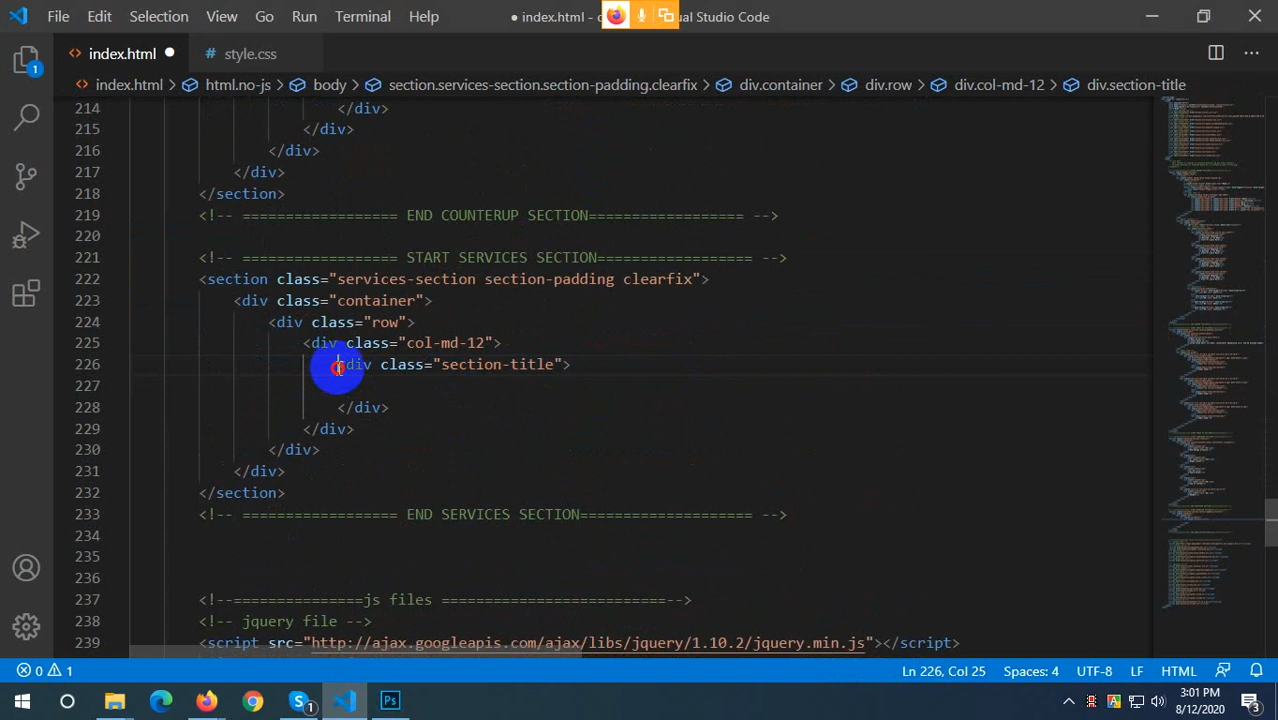 File Edit Selection View Go Run Terminal Help
● index.html - d
ual Studio Code
index.html ●
# style.css
index.html > html.no-js > body > section.services-section.section-padding.clearfix > div.container > div.row > div.col-md-12 > div.section-title
1
214 </div>
215 </div>
216 </div>
217 </div>
218 </section>
219 <!-- ================== END COUNTERUP SECTION================== -->
220
221 <!-- ================== START SERVICES SECTION================== -->
222 <section class="services-section section-padding clearfix">
223 <div class="container">
224 <div class="row">
225 <div class="col-md-12">
226 <div class="section-title">
227
228 </div>
229 </div>
230 </div>
231 </div>
232 </section>
233 <!-- ================== END SERVICES SECTION==================== -->
234
235
236
237 <!--===============js files ==========================-->
238 <!-- jquery file -->
239 <script src="http://ajax.googleapis.com/ajax/libs/jquery/1.10.2/jquery.min.js"></script>
0 1
Ln 226, Col 25 Spaces: 4 UTF-8 LF HTML
1
Ps
A
3:01 PM
8/12/2020
3